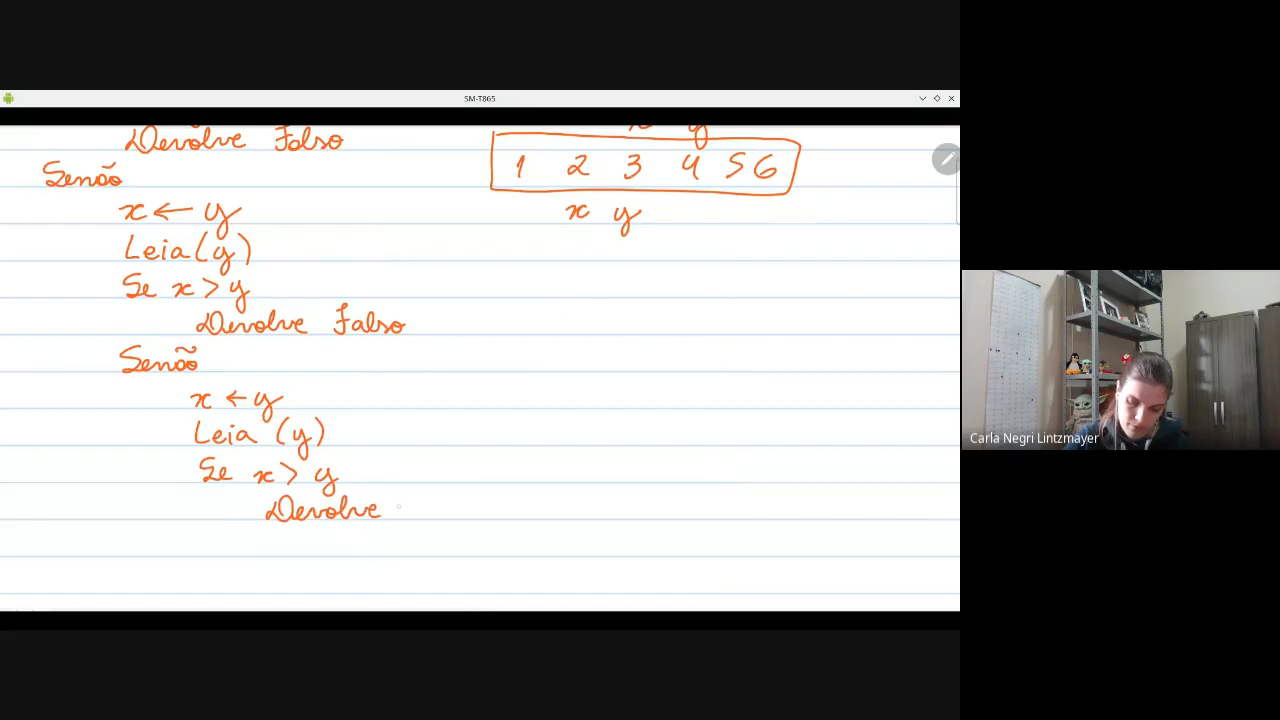 SM-T865
Devolve Falso
Senão
x ← y
Leia (y)
Se x > y
Devolve Falso
Senão
x ← y
Leia (y)
Se x > y
Devolve
x y
1 2 3 4 5 6
x y
Carla Negri Lintzmayer